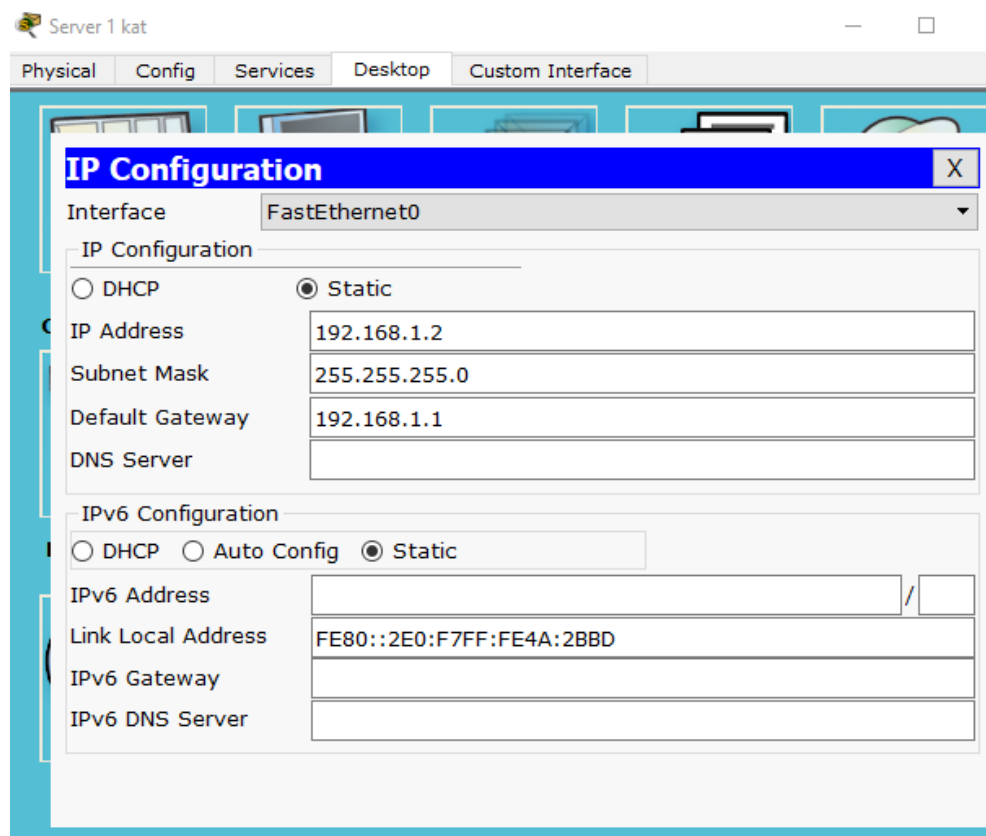 Server 1 kat
Physical Config Services Desktop Custom Interface
IP Configuration X
Interface FastEthernet0
IP Configuration
DHCP Static
IP Address 192.168.1.2
Subnet Mask 255.255.255.0
Default Gateway 192.168.1.1
DNS Server
IPv6 Configuration
DHCP Auto Config Static
IPv6 Address /
Link Local Address FE80::2E0:F7FF:FE4A:2BBD
IPv6 Gateway
IPv6 DNS Server